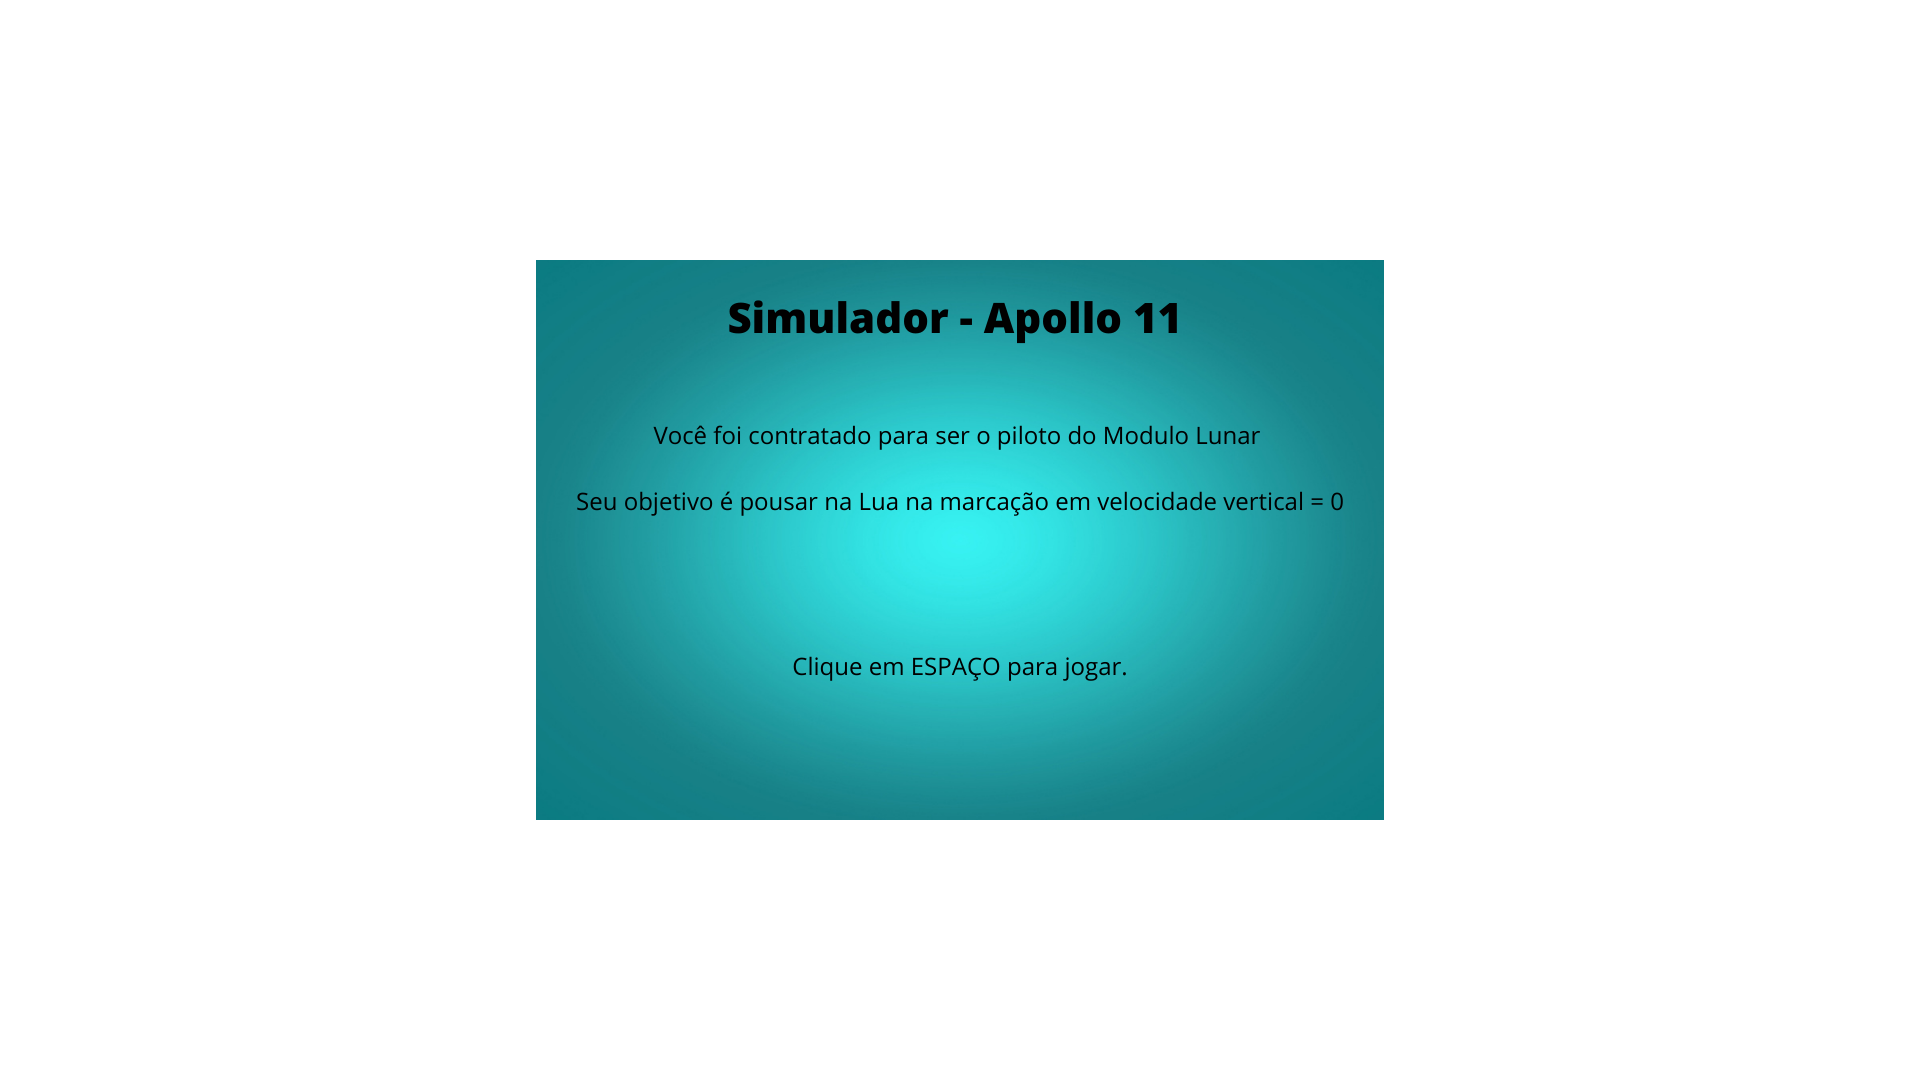 Simulador - Apollo 11
Você foi contratado para ser o piloto do Modulo Lunar
Seu objetivo é pousar na Lua na marcação em velocidade vertical = 0
Clique em ESPAÇO para jogar.